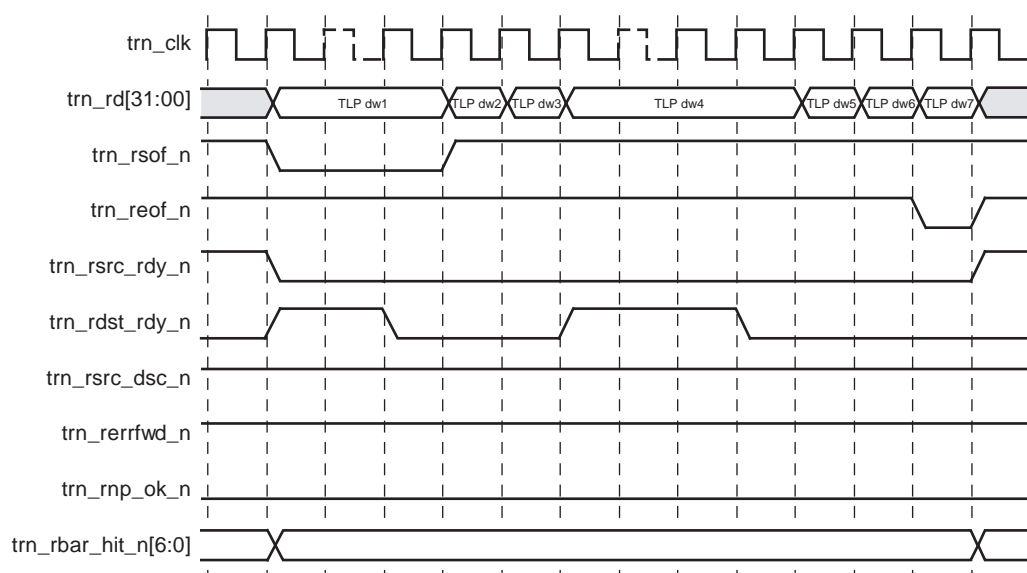 trn_clk
trn_rd[31:00]
TLP dw1
TLP dw2
TLP dw3
TLP dw4
TLP dw5
TLP dw6
TLP dw7
trn_rsof_n
trn_reof_n
trn_rsrc_rdy_n
trn_rdst_rdy_n
trn_rsrc_dsc_n
trn_rerrfwd_n
trn_rnp_ok_n
trn_rbar_hit_n[6:0]